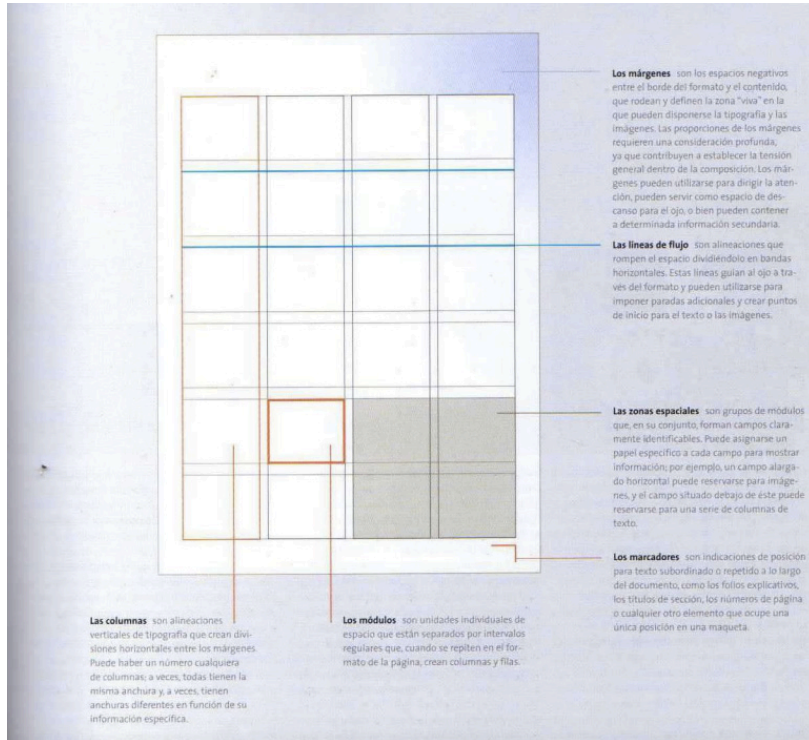 Los márgenes son los espacios negativos
entre el borde del formato y el contenido,
que rodean y definen la zona "viva" en la
que pueden disponerse la tipografía y las
imágenes. Las proporciones de los márgenes
requieren una consideración profunda,
ya que contribuyen a establecer la tensión
general dentro de la composición. Los már-
genes pueden utilizarse para dirigir la aten-
ción, pueden servir como espacio de des-
canso para el ojo, o bien pueden contener
a determinada información secundaria.
Las líneas de flujo son alineaciones que
rompen el espacio dividiéndolo en bandas
horizontales. Estas líneas guían al ojo a tra-
vés del formato y pueden utilizarse para
imponer paradas adicionales y crear puntos
de inicio para el texto o las imágenes.
Las zonas espaciales son grupos de módulos
que, en su conjunto, forman campos clara-
mente identificables. Puede asignarse un
papel específico a cada campo para mostrar
información; por ejemplo, un campo alarga-
do horizontal puede reservarse para imáge-
nes, y el campo situado debajo de éste puede
reservarse para una serie de columnas de
texto.
Los marcadores son indicaciones de posición
para texto subordinado o repetido a lo largo
del documento, como los folios explicativos,
los títulos de sección, los números de página
o cualquier otro elemento que ocupe una
única posición en una maqueta.
Las columnas son alineaciones
verticales de tipografía que crean divi-
siones horizontales entre los márgenes.
Puede haber un número cualquiera
de columnas; a veces, todas tienen la
misma anchura y, a veces, tienen
anchuras diferentes en función de su
información específica.
Los módulos son unidades individuales de
espacio que están separados por intervalos
regulares que, cuando se repiten en el for-
mato de la página, crean columnas y filas.